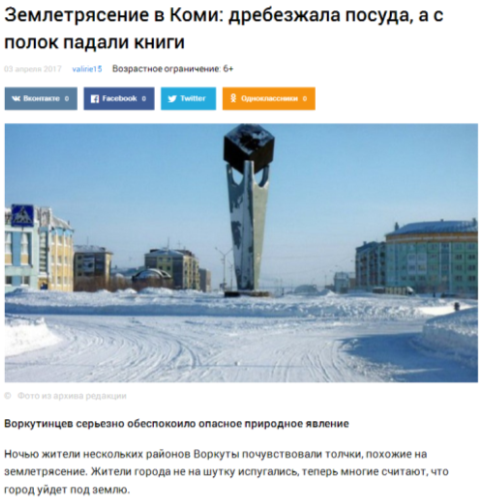 Землетрясение в Коми: дребезжала посуда, а с
полок падали книги
03 апреля 2017 valirie15 Возрастное ограничение: 6+
Вконтакте 0 Facebook 0 Twitter Одноклассники 0
© Фото из архива редакции
Воркутинцев серьезно обеспокоило опасное природное явление
Ночью жители нескольких районов Воркуты почувствовали толчки, похожие на
землетрясение. Жители города не на шутку испугались, теперь многие считают, что
город уйдет под землю.